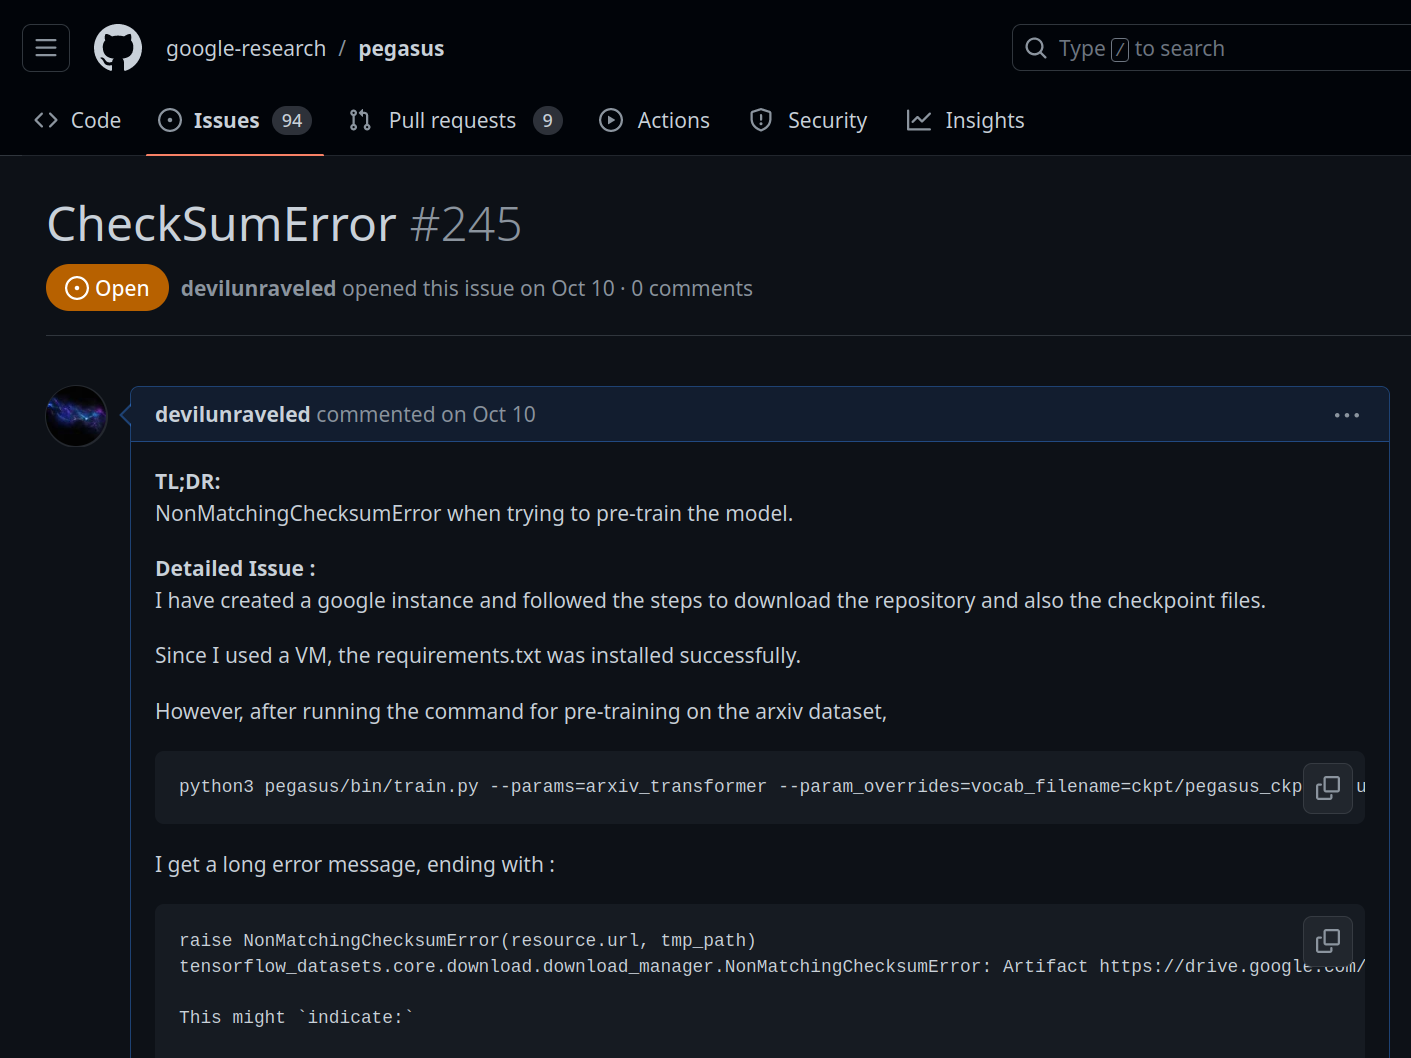 google-research / pegasus
Type / to search
Code
Issues 94
Pull requests 9
Actions
Security
Insights
CheckSumError #245
Open
devilunraveled opened this issue on Oct 10 · 0 comments
devilunraveled commented on Oct 10
TL;DR:
NonMatchingChecksumError when trying to pre-train the model.
Detailed Issue :
I have created a google instance and followed the steps to download the repository and also the checkpoint files.
Since I used a VM, the requirements.txt was installed successfully.
However, after running the command for pre-training on the arxiv dataset,
python3 pegasus/bin/train.py --params=arxiv_transformer --param_overrides=vocab_filename=ckpt/pegasus_ckp
I get a long error message, ending with :
raise NonMatchingChecksumError(resource.url, tmp_path)
tensorflow_datasets.core.download.download_manager.NonMatchingChecksumError: Artifact https://drive.google.com/
This might `indicate:`